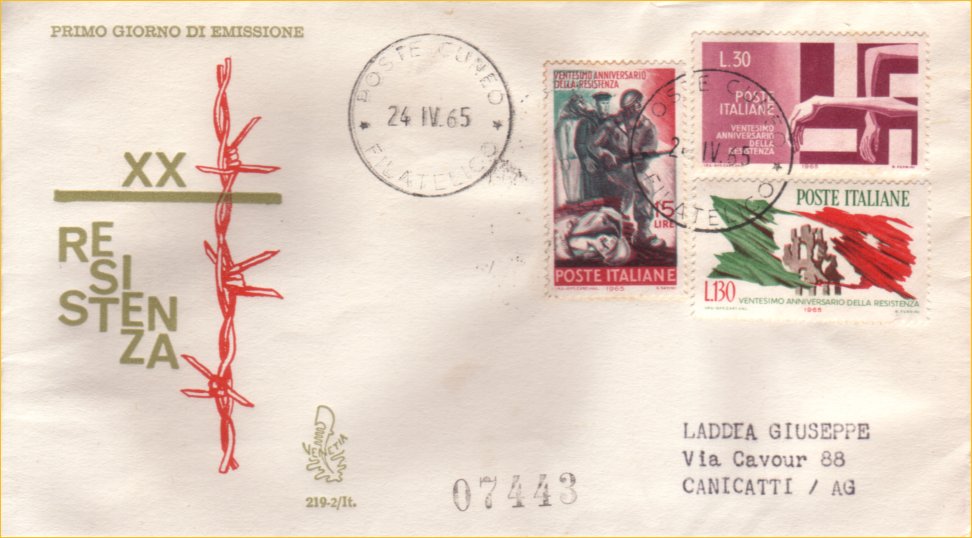 PRIMO GIORNO DI EMISSIONE
XX
RE
SI
STEN
ZA
VENETIA
219-2/It.
07443
POSTE CUNEO
24 IV.65
FILATELICO
VENTESIMO ANNIVERSARIO
DELLA RESISTENZA
15
LIRE
POSTE ITALIANE
1965
L.30
POSTE
ITALIANE
VENTESIMO
ANNIVERSARIO
DELLA
RESISTENZA
1965
POSTE ITALIANE
L.130
VENTESIMO ANNIVERSARIO DELLA RESISTENZA
1965
LADDEA GIUSEPPE
Via Cavour 88
CANICATTI / AG